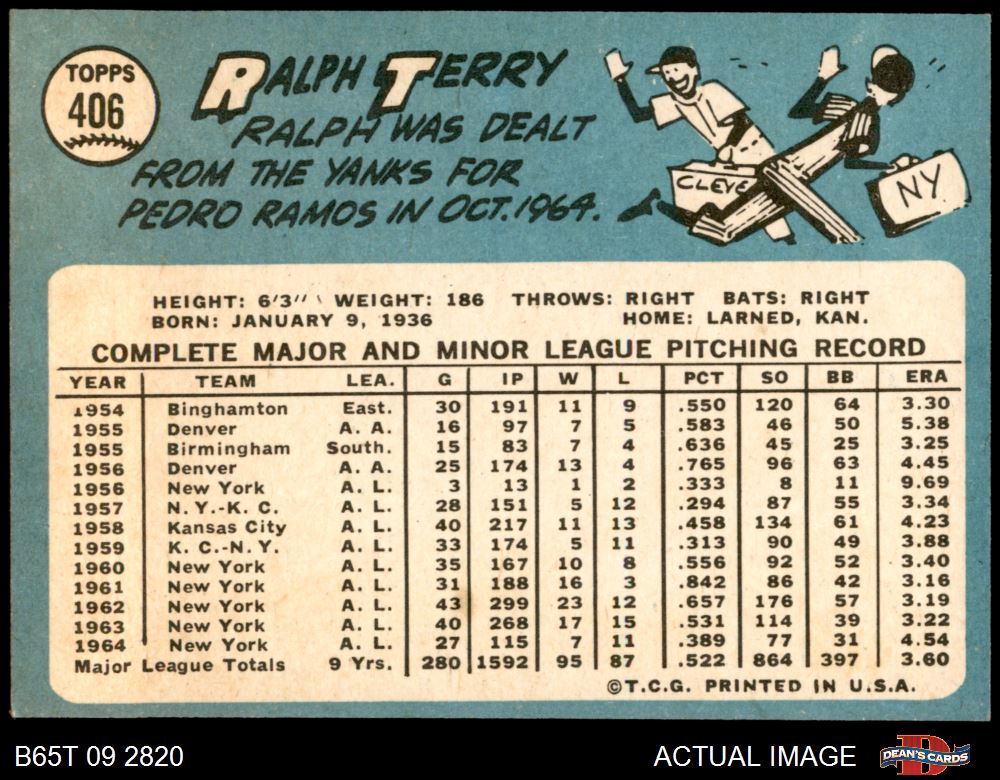 TOPPS
406
RALPH TERRY
RALPH WAS DEALT
FROM THE YANKS FOR
PEDRO RAMOS IN OCT. 1964.
CLEVE
NY
HEIGHT: 6'3" WEIGHT: 186 THROWS: RIGHT BATS: RIGHT
BORN: JANUARY 9, 1936 HOME: LARNED, KAN.
COMPLETE MAJOR AND MINOR LEAGUE PITCHING RECORD
YEAR TEAM LEA. G IP W L PCT SO BB ERA
1954 Binghamton East. 30 191 11 9 .550 120 64 3.30
1955 Denver A. A. 16 97 7 5 .583 46 50 5.38
1955 Birmingham South. 15 83 7 4 .636 45 25 3.25
1956 Denver A. A. 25 174 13 4 .765 96 63 4.45
1956 New York A. L. 3 13 1 2 .333 8 11 9.69
1957 N. Y.-K. C. A. L. 28 151 5 12 .294 87 55 3.34
1958 Kansas City A. L. 40 217 11 13 .458 134 61 4.23
1959 K. C.-N. Y. A. L. 33 174 5 11 .313 90 49 3.88
1960 New York A. L. 35 167 10 8 .556 92 52 3.40
1961 New York A. L. 31 188 16 3 .842 86 42 3.16
1962 New York A. L. 43 299 23 12 .657 176 57 3.19
1963 New York A. L. 40 268 17 15 .531 114 39 3.22
1964 New York A. L. 27 115 7 11 .389 77 31 4.54
Major League Totals 9 Yrs. 280 1592 95 87 .522 864 397 3.60
©T.C.G. PRINTED IN U.S.A.
B65T 09 2820 ACTUAL IMAGE
DEAN'S CARDS